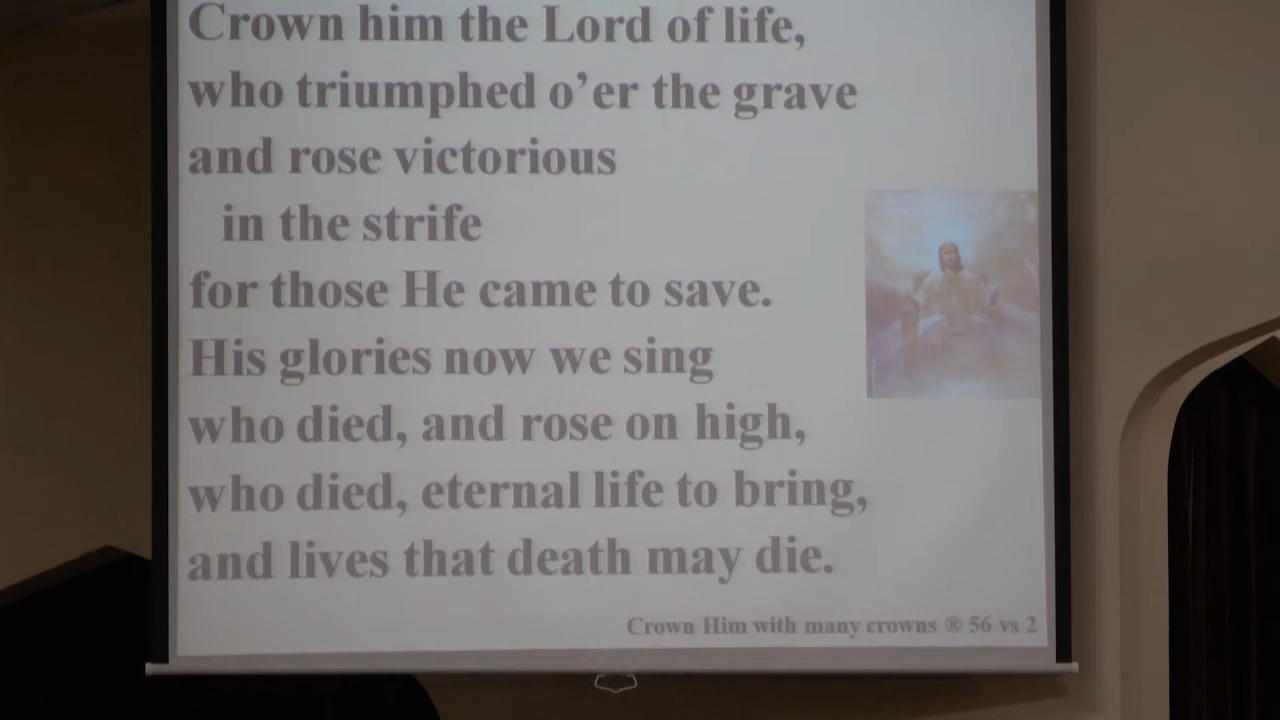 Crown him the Lord of life,
who triumphed o’er the grave
and rose victorious
in the strife
for those He came to save.
His glories now we sing
who died, and rose on high,
who died, eternal life to bring,
and lives that death may die.
Crown Him with many crowns ® 56 vs 2